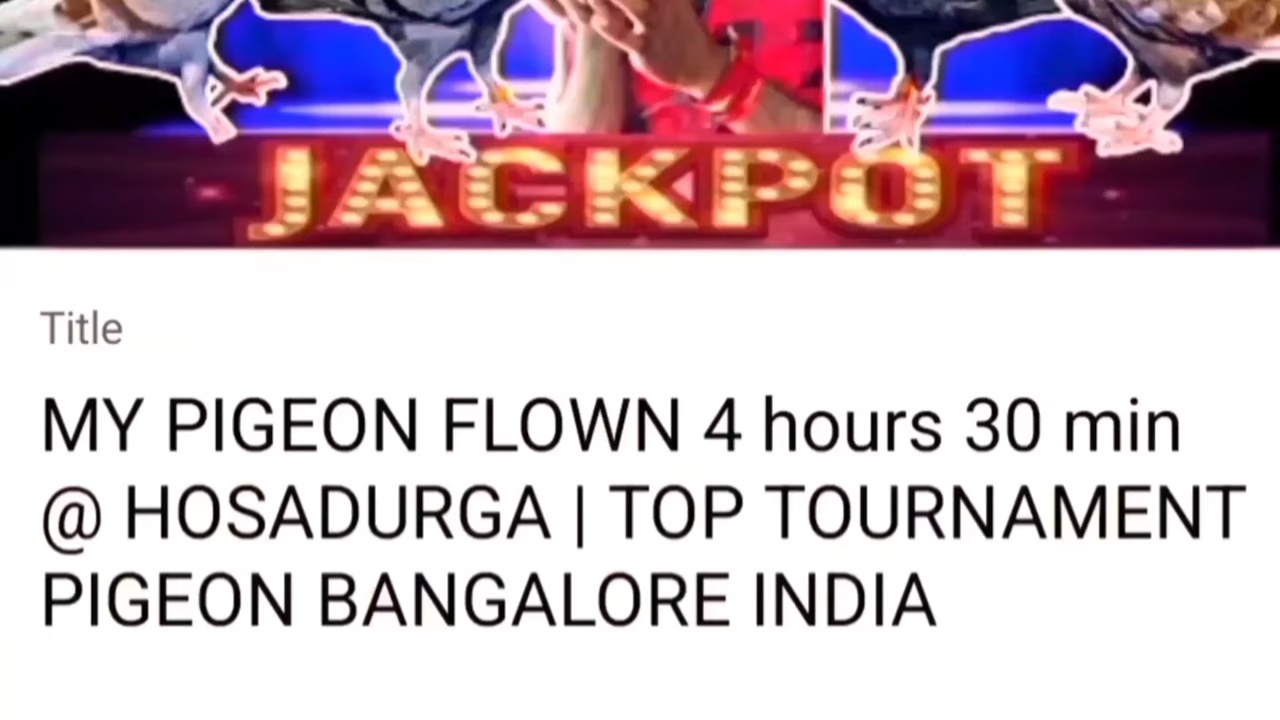 JACKPOT
Title
MY PIGEON FLOWN 4 hours 30 min
@ HOSADURGA | TOP TOURNAMENT
PIGEON BANGALORE INDIA